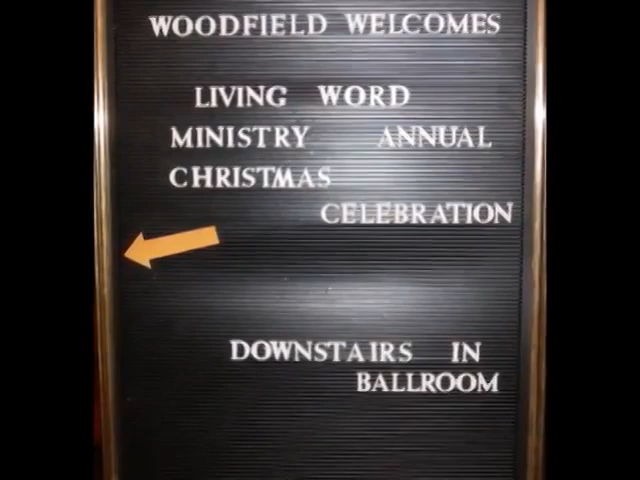 WOODFIELD WELCOMES
LIVING WORD
MINISTRY ANNUAL
CHRISTMAS
CELEBRATION
DOWNSTAIRS IN
BALLROOM